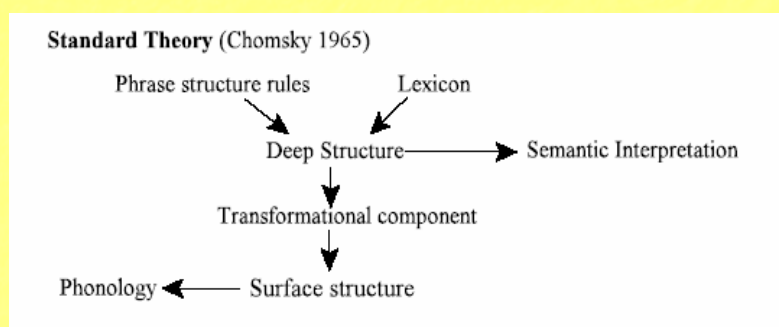 Standard Theory (Chomsky 1965)
Phrase structure rules Lexicon
Deep Structure Semantic Interpretation
Transformational component
Phonology Surface structure